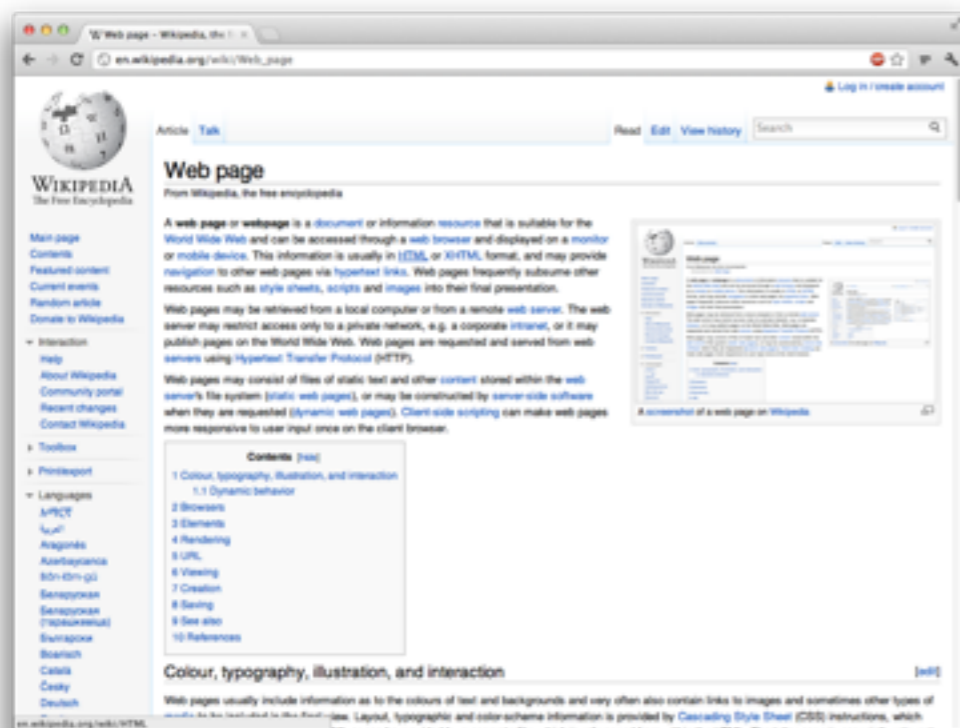 Web page – Wikipedia, the f
en.wikipedia.org/wiki/Web_page
Log in / create account
WIKIPEDIA
The Free Encyclopedia
Article Talk
Read Edit View history Search
Web page
From Wikipedia, the free encyclopedia
A web page or webpage is a document or information resource that is suitable for the
World Wide Web and can be accessed through a web browser and displayed on a monitor
or mobile device. This information is usually in HTML or XHTML format, and may provide
navigation to other web pages via hypertext links. Web pages frequently subsume other
resources such as style sheets, scripts and images into their final presentation.
Web pages may be retrieved from a local computer or from a remote web server. The web
server may restrict access only to a private network, e.g. a corporate intranet, or it may
publish pages on the World Wide Web. Web pages are requested and served from web
servers using Hypertext Transfer Protocol (HTTP).
Web pages may consist of files of static text and other content stored within the web
server's file system (static web pages), or may be constructed by server-side software
when they are requested (dynamic web pages). Client-side scripting can make web pages
more responsive to user input once on the client browser.
A screenshot of a web page on Wikipedia.
Contents [hide]
1 Colour, typography, illustration, and interaction
1.1 Dynamic behavior
2 Browsers
3 Elements
4 Rendering
5 URL
6 Viewing
7 Creation
8 Saving
9 See also
10 References
Colour, typography, illustration, and interaction [edit]
Web pages usually include information as to the colours of text and backgrounds and very often also contain links to images and sometimes other types of
media to be included in the final view. Layout, typographic and color-scheme information is provided by Cascading Style Sheet (CSS) instructions, which
Main page
Contents
Featured content
Current events
Random article
Donate to Wikipedia
Interaction
Help
About Wikipedia
Community portal
Recent changes
Contact Wikipedia
Toolbox
Print/export
Languages
አማርኛ
العربية
Aragonés
Azərbaycanca
Bân-lâm-gú
Беларуская
Беларуская
(тарашкевіца)
Български
Boarisch
Català
Česky
Deutsch
en.wikipedia.org/wiki/HTML